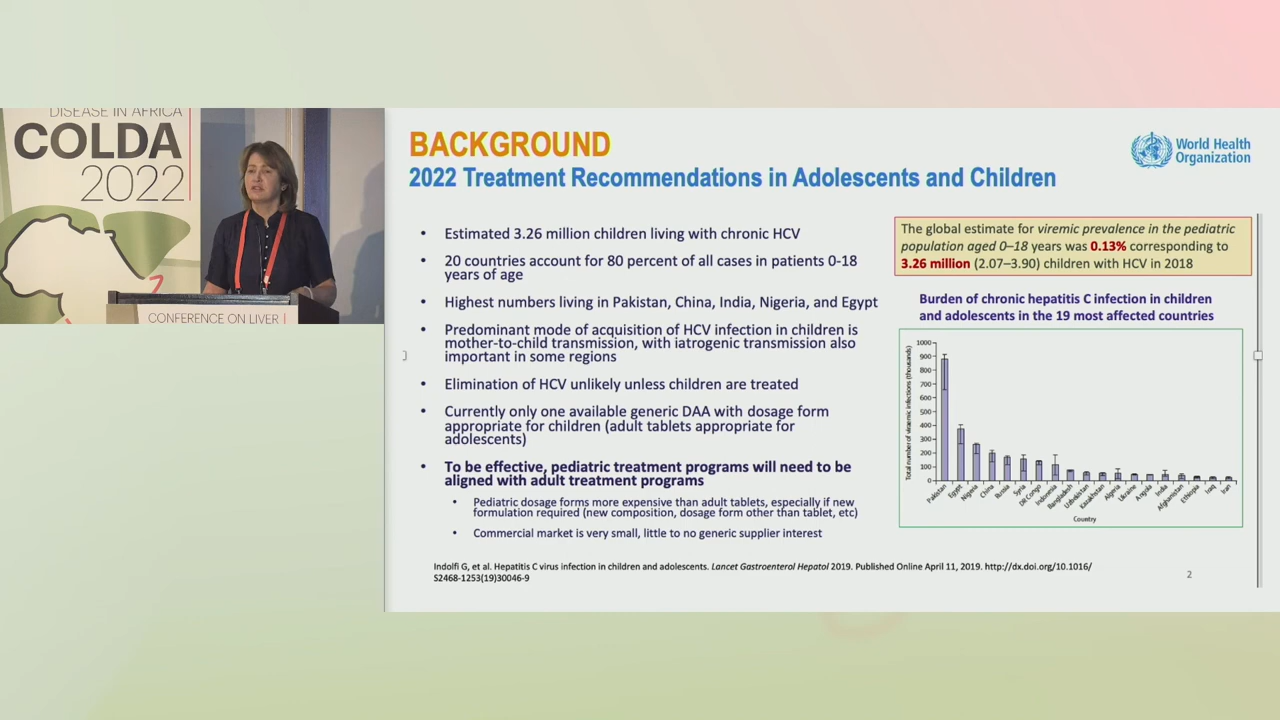 DISEASE IN AFRICA
COLDA
2022
CONFERENCE ON LIVER
BACKGROUND
2022 Treatment Recommendations in Adolescents and Children
World Health
Organization
• Estimated 3.26 million children living with chronic HCV
• 20 countries account for 80 percent of all cases in patients 0-18
years of age
• Highest numbers living in Pakistan, China, India, Nigeria, and Egypt
• Predominant mode of acquisition of HCV infection in children is
mother-to-child transmission, with iatrogenic transmission also
important in some regions
• Elimination of HCV unlikely unless children are treated
• Currently only one available generic DAA with dosage form
appropriate for children (adult tablets appropriate for
adolescents)
• To be effective, pediatric treatment programs will need to be
aligned with adult treatment programs
• Pediatric dosage forms more expensive than adult tablets, especially if new
formulation required (new composition, dosage form other than tablet, etc)
• Commercial market is very small, little to no generic supplier interest
The global estimate for viremic prevalence in the pediatric
population aged 0–18 years was 0.13% corresponding to
3.26 million (2.07–3.90) children with HCV in 2018
Burden of chronic hepatitis C infection in children
and adolescents in the 19 most affected countries
Total number of viraemic infections (thousands)
1000
900
800
700
600
500
400
300
200
100
0
Pakistan
Egypt
Nigeria
China
Russia
Syria
DR Congo
Indonesia
Bangladesh
Uzbekistan
Kazakhstan
Algeria
Ukraine
Angola
India
Afghanistan
Ethiopia
Iraq
Iran
Country
Indolfi G, et al. Hepatitis C virus infection in children and adolescents. Lancet Gastroenterol Hepatol 2019. Published Online April 11, 2019. http://dx.doi.org/10.1016/
S2468-1253(19)30046-9
2